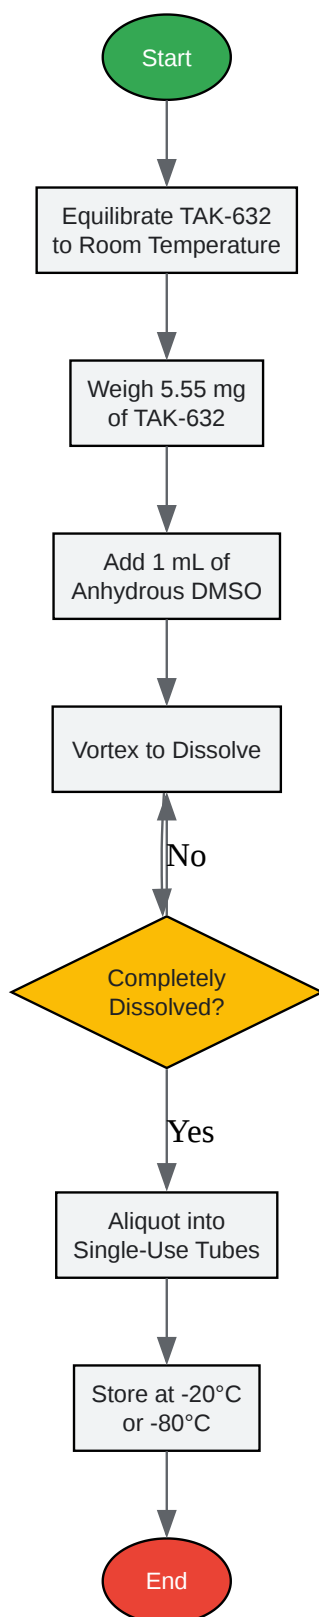 Start
Equilibrate TAK-632
to Room Temperature
Weigh 5.55 mg
of TAK-632
Add 1 mL of
Anhydrous DMSO
Vortex to Dissolve
No
Completely
Dissolved?
Yes
Aliquot into
Single-Use Tubes
Store at -20°C
or -80°C
End